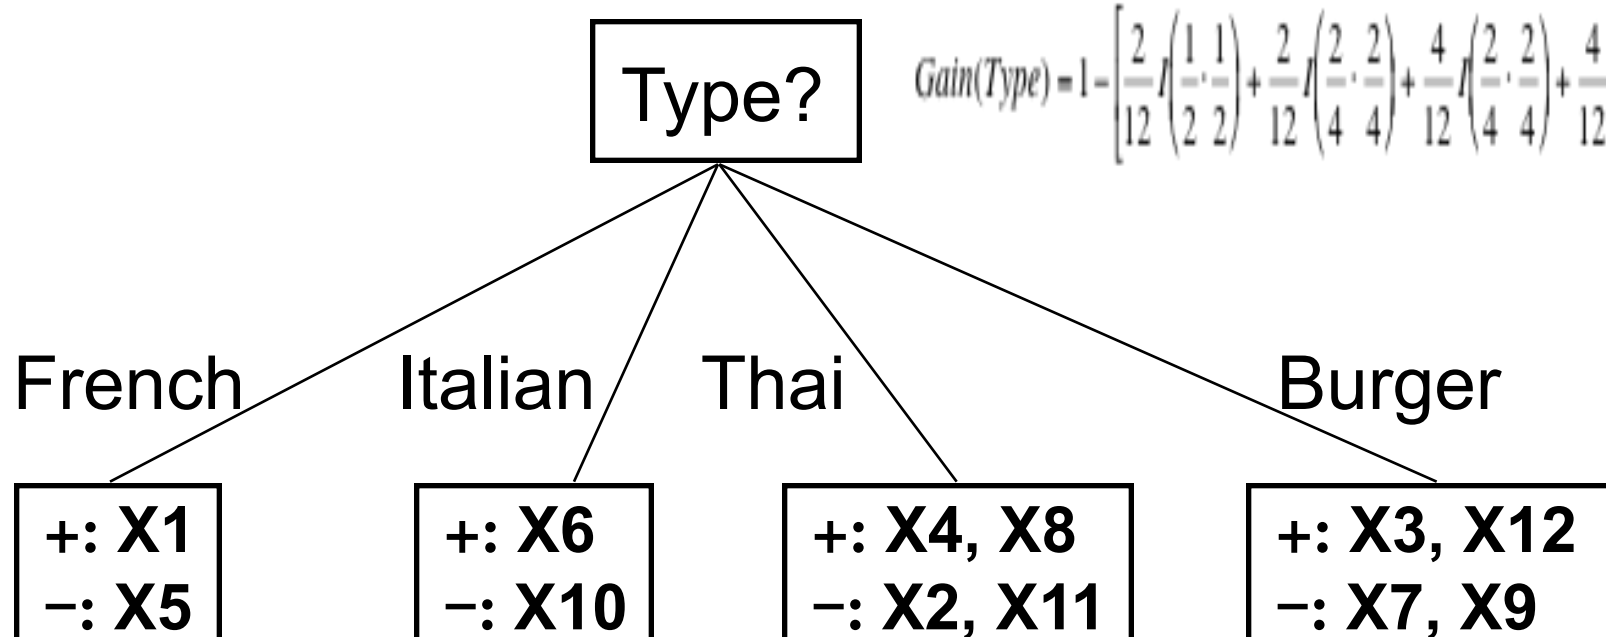 Type?
Gain(Type) = 1 − [ 2/12 I(1/2 , 1/2) + 2/12 I(2/4 , 2/4) + 4/12 I(2/4 , 2/4) + 4/12
French Italian Thai Burger
+: X1 +: X6 +: X4, X8 +: X3, X12
−: X5 −: X10 −: X2, X11 −: X7, X9